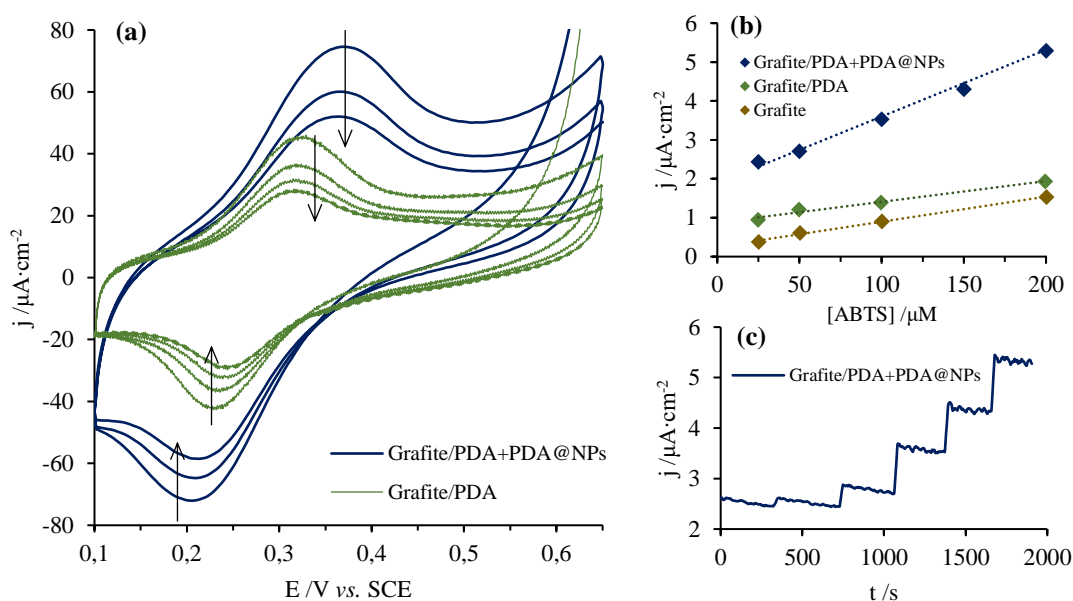 (a)
80
60
40
20
0
-20
-40
-60
-80
j /µA·cm-2
0,1
0,2
0,3
0,4
0,5
0,6
E /V vs. SCE
Grafite/PDA+PDA@NPs
Grafite/PDA
(b)
6
5
4
3
2
1
0
j /µA·cm-2
Grafite/PDA+PDA@NPs
Grafite/PDA
Grafite
0
50
100
150
200
[ABTS] /µM
(c)
6
5
4
3
2
j /µA·cm-2
Grafite/PDA+PDA@NPs
0
500
1000
1500
2000
t /s